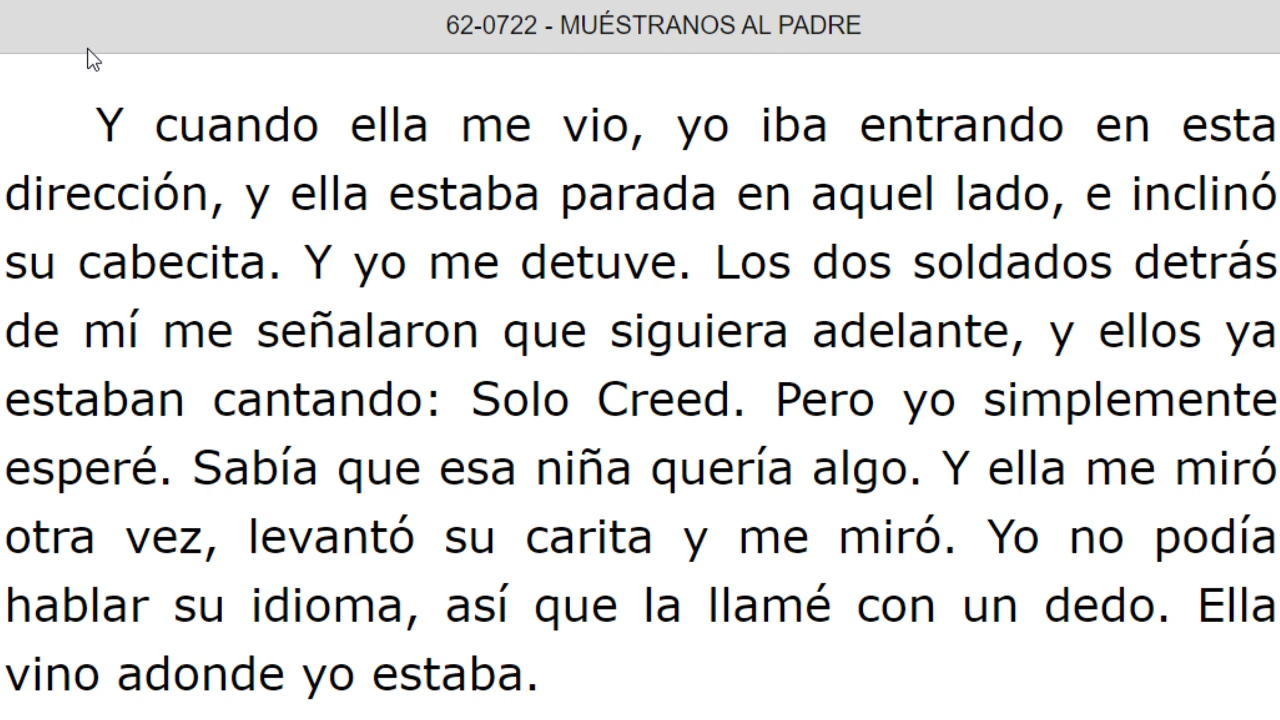 62-0722 - MUÉSTRANOS AL PADRE
Y cuando ella me vio, yo iba entrando en esta
dirección, y ella estaba parada en aquel lado, e inclinó
su cabecita. Y yo me detuve. Los dos soldados detrás
de mí me señalaron que siguiera adelante, y ellos ya
estaban cantando: Solo Creed. Pero yo simplemente
esperé. Sabía que esa niña quería algo. Y ella me miró
otra vez, levantó su carita y me miró. Yo no podía
hablar su idioma, así que la llamé con un dedo. Ella
vino adonde yo estaba.